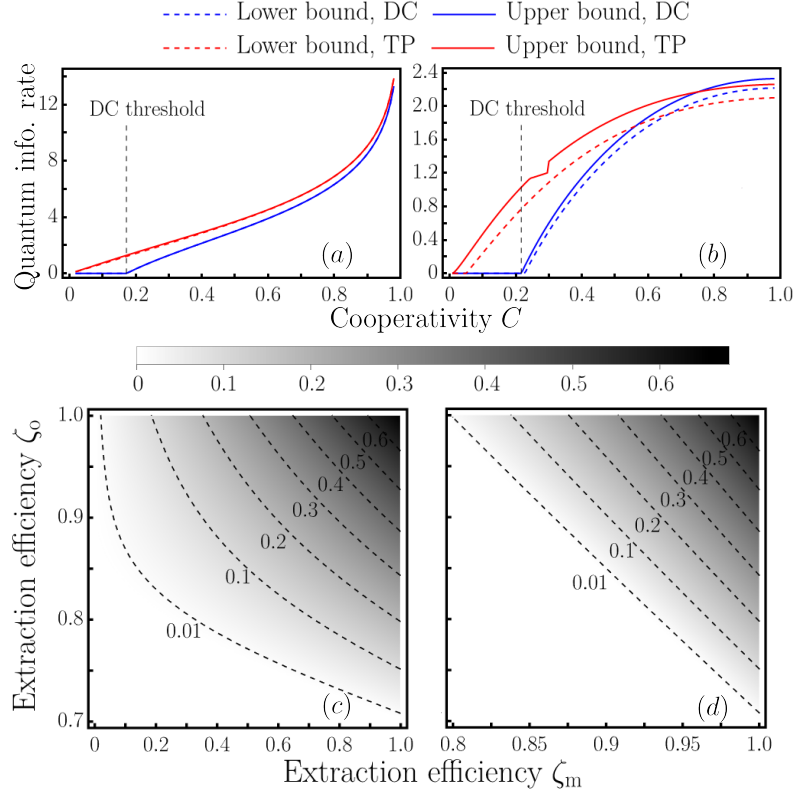 Lower bound, DC Upper bound, DC
Lower bound, TP Upper bound, TP
Quantum info. rate
12
8
4
0
DC threshold
(a)
0 0.2 0.4 0.6 0.8 1.0
2.4
2.0
1.6
1.2
0.8
0.4
0
DC threshold
(b)
0 0.2 0.4 0.6 0.8 1.0
Cooperativity C
0 0.1 0.2 0.3 0.4 0.5 0.6
Extraction efficiency ζₒ
1.0
0.9
0.8
0.7
0.6
0.5
0.4
0.3
0.2
0.1
0.01
(c)
0 0.2 0.4 0.6 0.8 1.0
0.6
0.5
0.4
0.3
0.2
0.1
0.01
(d)
0.8 0.85 0.9 0.95 1.0
Extraction efficiency ζₘ